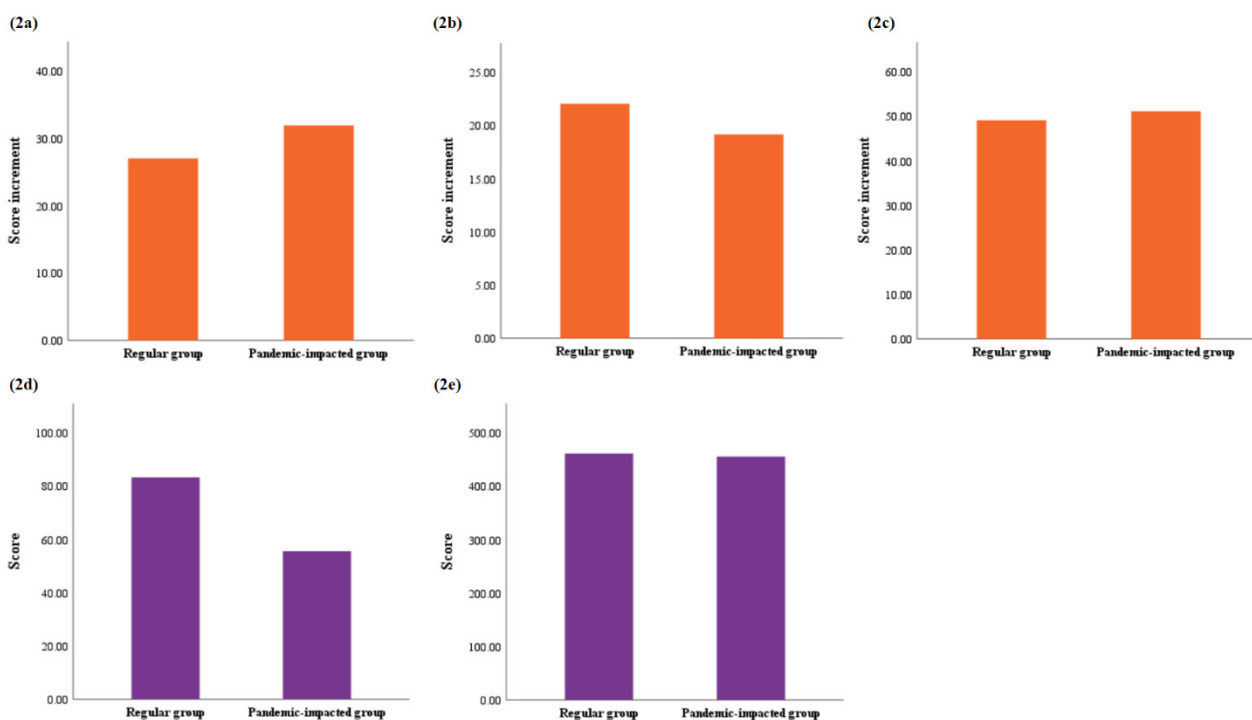 (2a)
40.00
30.00
20.00
10.00
0.00
Score increment
Regular group
Pandemic-impacted group
(2b)
25.00
20.00
15.00
10.00
5.00
0.00
Score increment
Regular group
Pandemic-impacted group
(2c)
60.00
50.00
40.00
30.00
20.00
10.00
0.00
Score increment
Regular group
Pandemic-impacted group
(2d)
100.00
80.00
60.00
40.00
20.00
0.00
Score
Regular group
Pandemic-impacted group
(2e)
500.00
400.00
300.00
200.00
100.00
0.00
Score
Regular group
Pandemic-impacted group